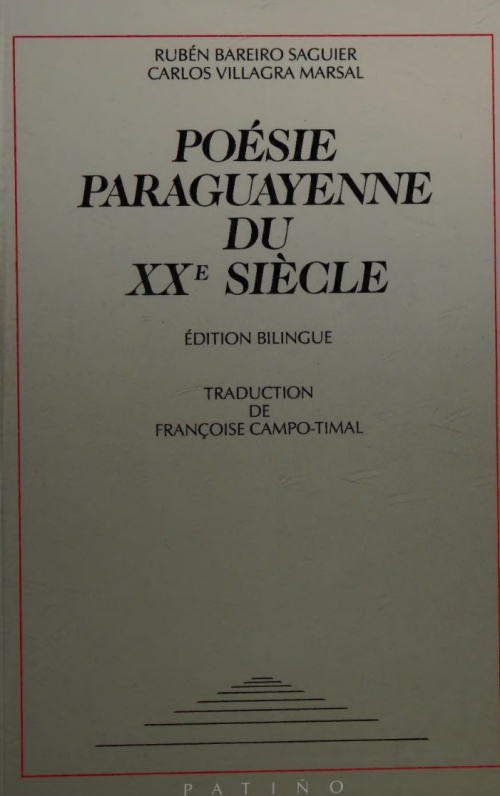 RUBÉN BAREIRO SAGUIER
CARLOS VILLAGRA MARSAL
POÉSIE
PARAGUAYENNE
DU
XXE SIÈCLE
ÉDITION BILINGUE
TRADUCTION
DE
FRANÇOISE CAMPO-TIMAL
PATIÑO